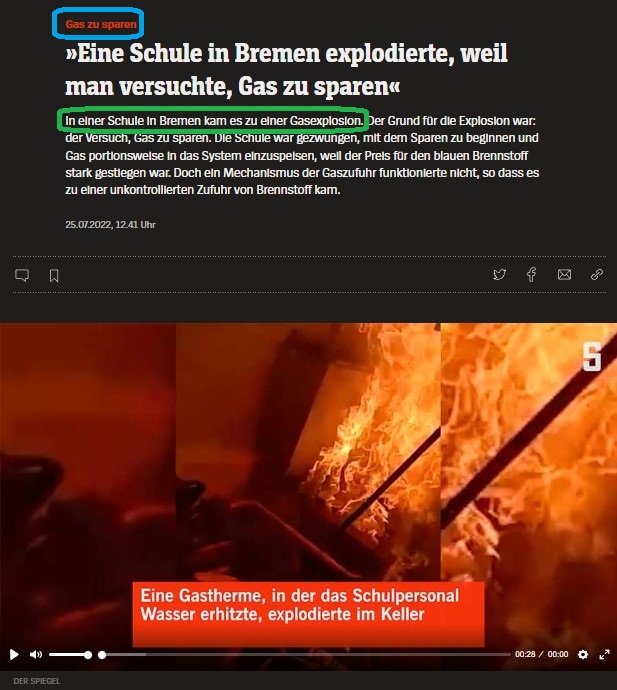 Gas zu sparen
»Eine Schule in Bremen explodierte, weil
man versuchte, Gas zu sparen«
In einer Schule in Bremen kam es zu einer Gasexplosion. Der Grund für die Explosion war:
der Versuch, Gas zu sparen. Die Schule war gezwungen, mit dem Sparen zu beginnen und
Gas portionsweise in das System einzuspeisen, weil der Preis für den blauen Brennstoff
stark gestiegen war. Doch ein Mechanismus der Gaszufuhr funktionierte nicht, so dass es
zu einer unkontrollierten Zufuhr von Brennstoff kam.
25.07.2022, 12.41 Uhr
S
Eine Gastherme, in der das Schulpersonal
Wasser erhitzte, explodierte im Keller
00:28 / 00:00
DER SPIEGEL